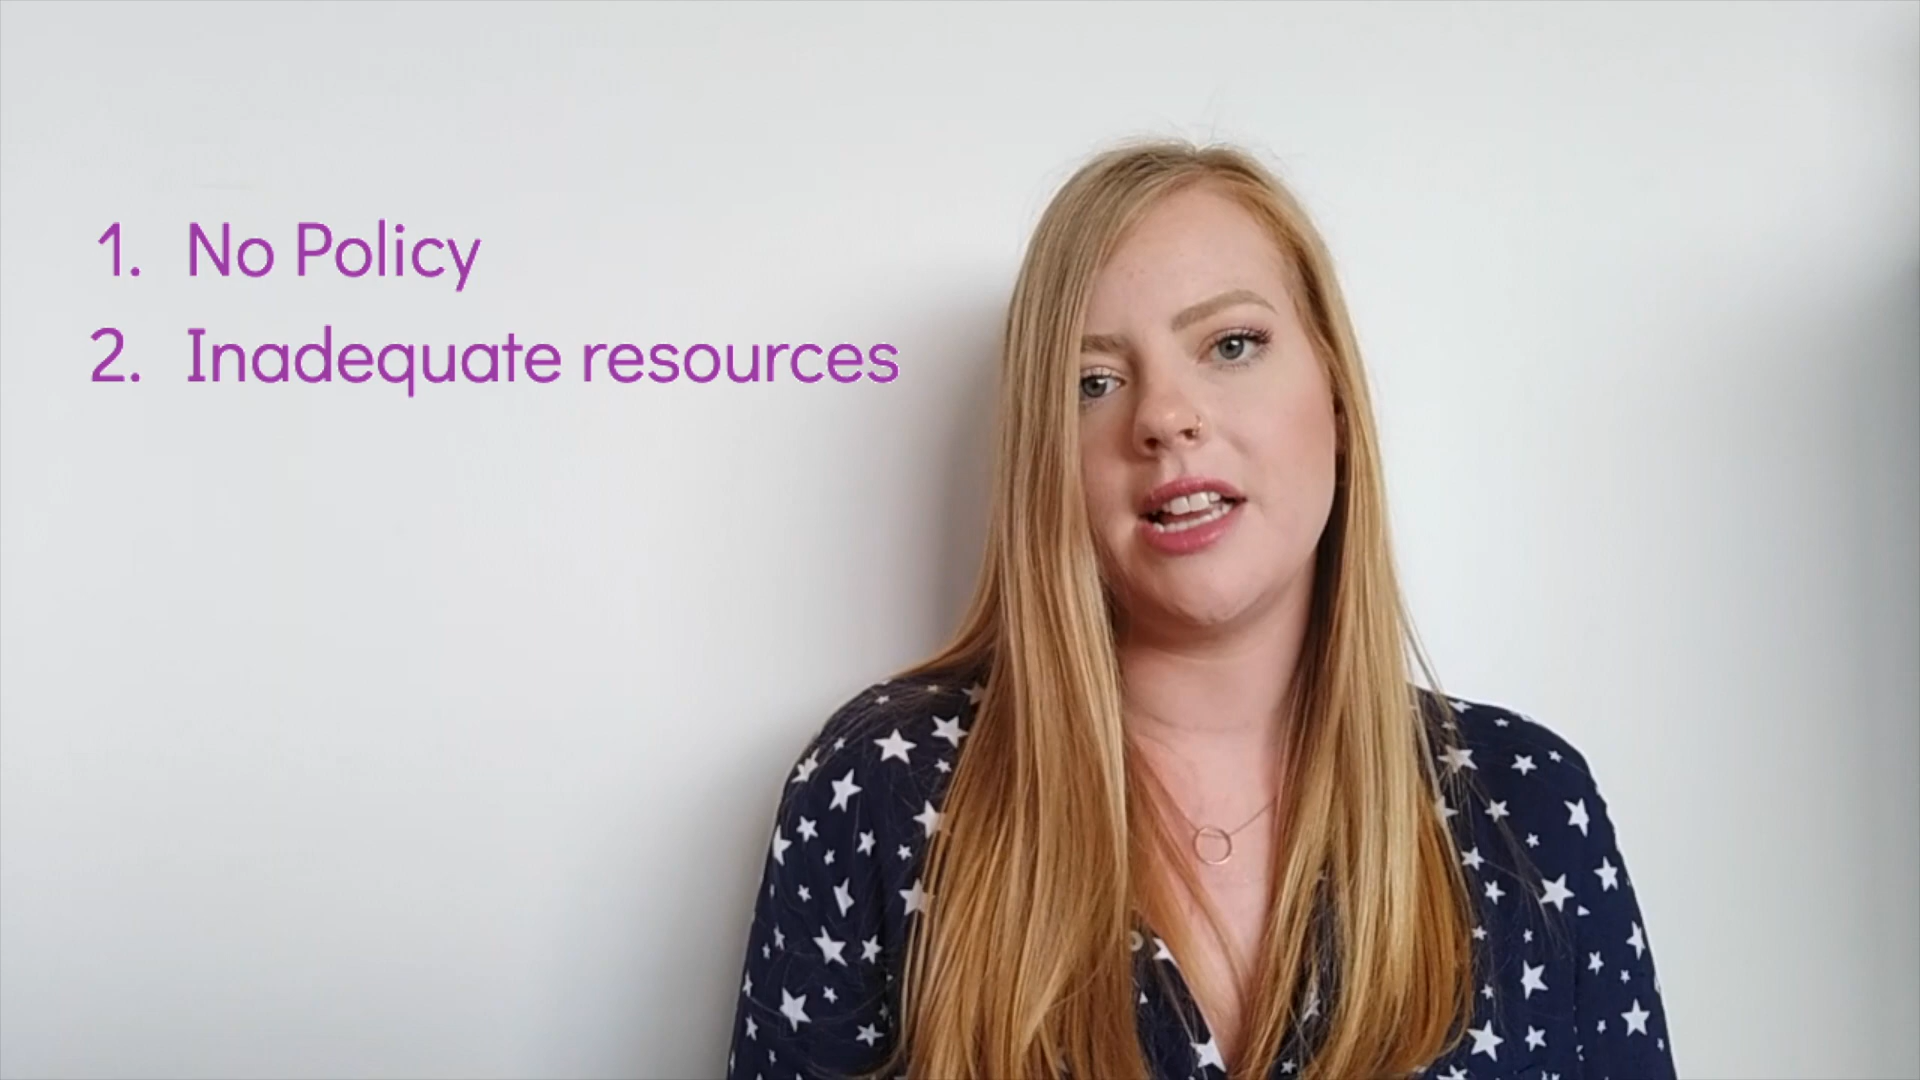 1. No Policy
2. Inadequate resources